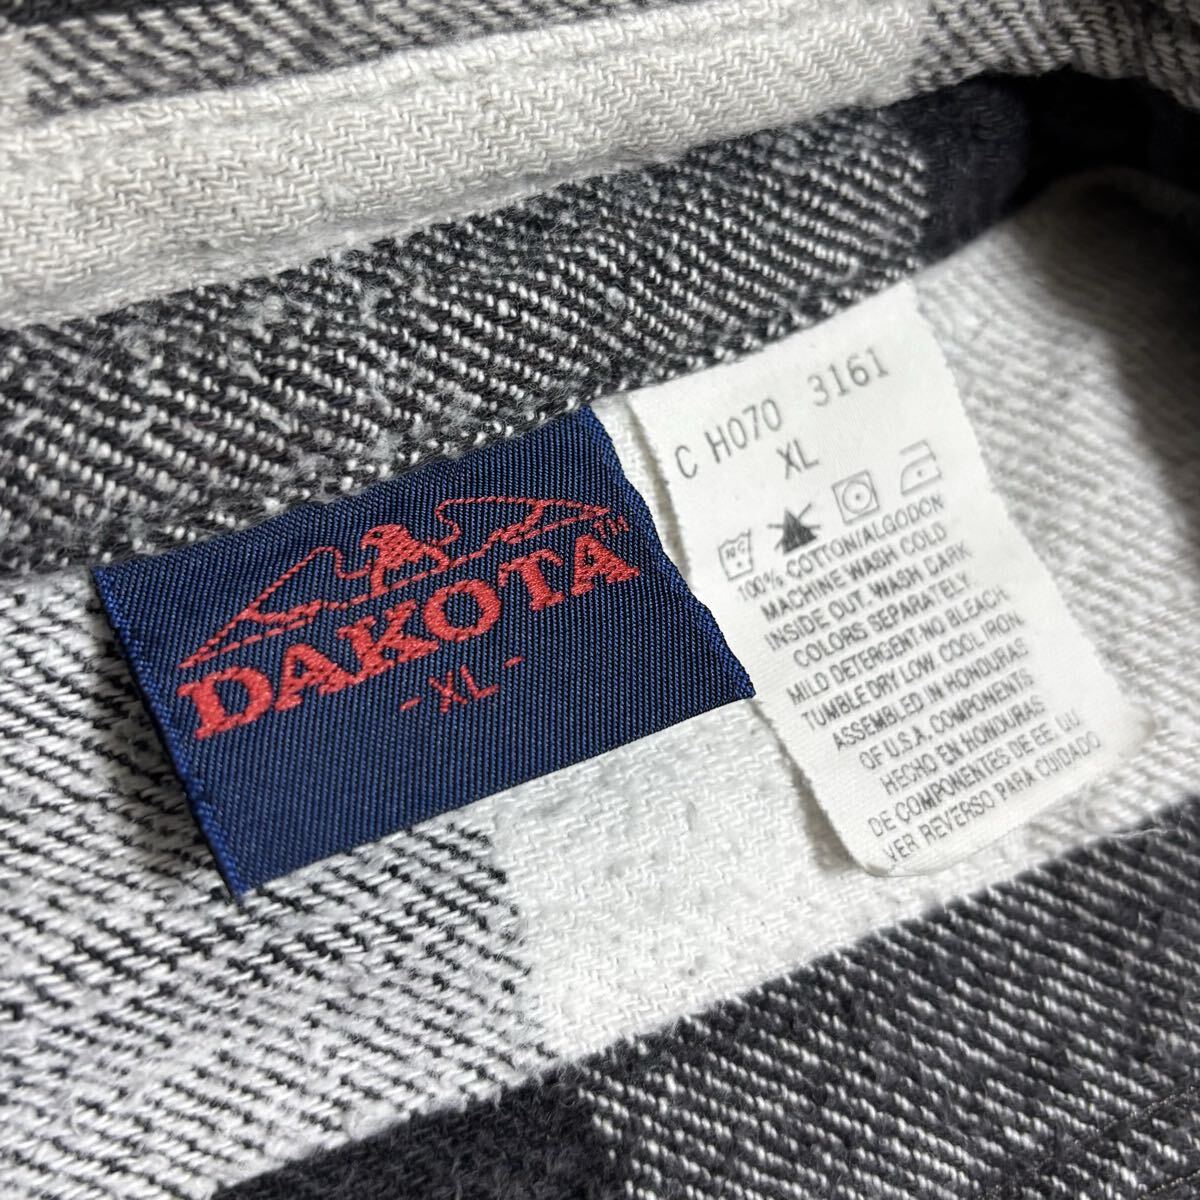 DAKOTA™
- XL -
C H070 3161
XL
100% COTTON/ALGODON
MACHINE WASH COLD
INSIDE OUT. WASH DARK
COLORS SEPARATELY.
MILD DETERGENT-NO BLEACH.
TUMBLE DRY LOW. COOL IRON.
ASSEMBLED IN HONDURAS
OF U.S.A. COMPONENTS.
HECHO EN HONDURAS
DE COMPONENTES DE EE. UU.
VER REVERSO PARA CUIDADO